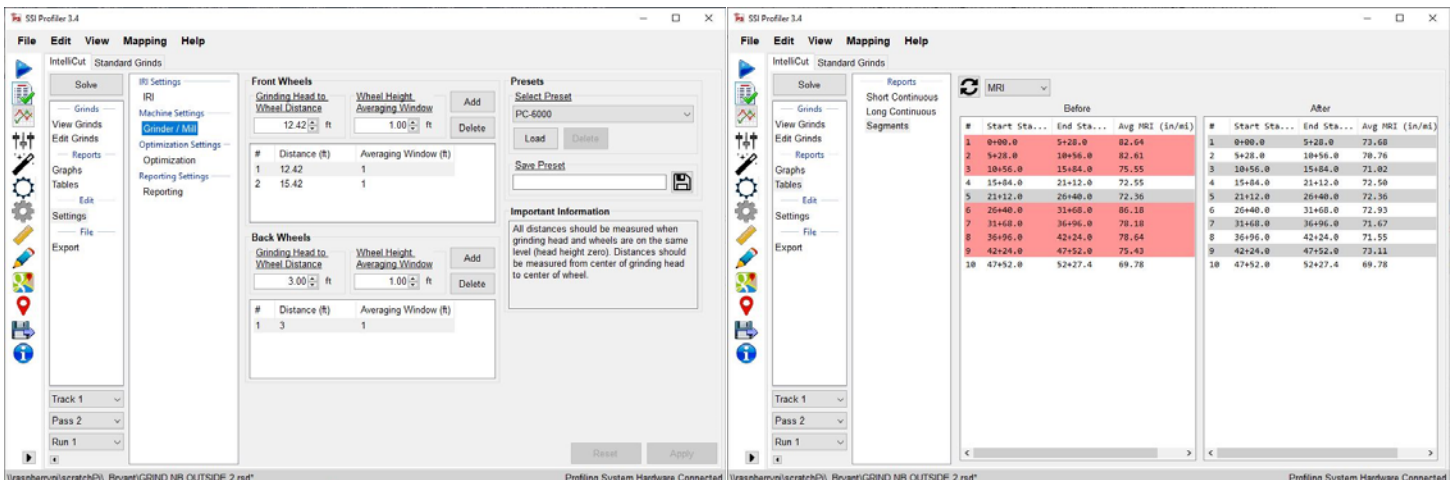 SSI Profiler 3.4
File Edit View Mapping Help
IntelliCut Standard Grinds
Solve
Grinds
View Grinds
Edit Grinds
Reports
Graphs
Tables
Edit
Settings
File
Export
Track 1
Pass 2
Run 1
IRI Settings
IRI
Machine Settings
Grinder / Mill
Optimization Settings
Optimization
Reporting Settings
Reporting
Front Wheels
Grinding Head to Wheel Height
Wheel Distance Averaging Window
12.42 ft 1.00 ft
Add
Delete
# Distance (ft) Averaging Window (ft)
1 12.42 1
2 15.42 1
Back Wheels
Grinding Head to Wheel Height
Wheel Distance Averaging Window
3.00 ft 1.00 ft
Add
Delete
# Distance (ft) Averaging Window (ft)
1 3 1
Presets
Select Preset
PC-6000
Load Delete
Save Preset
Important Information
All distances should be measured when
grinding head and wheels are on the same
level (head height zero). Distances should
be measured from center of grinding head
to center of wheel.
Reset Apply
\\raspberrypi\scratchPi\_Bryant\GRIND NB OUTSIDE 2.rsd* Profiling System Hardware Connected
SSI Profiler 3.4
File Edit View Mapping Help
IntelliCut Standard Grinds
Solve
Grinds
View Grinds
Edit Grinds
Reports
Graphs
Tables
Edit
Settings
File
Export
Track 1
Pass 2
Run 1
Reports
Short Continuous
Long Continuous
Segments
MRI
Before
# Start Sta... End Sta... Avg MRI (in/mi)
1 0+00.0 5+28.0 82.64
2 5+28.0 10+56.0 82.61
3 10+56.0 15+84.0 75.55
4 15+84.0 21+12.0 72.55
5 21+12.0 26+40.0 72.36
6 26+40.0 31+68.0 86.18
7 31+68.0 36+96.0 78.18
8 36+96.0 42+24.0 78.64
9 42+24.0 47+52.0 75.43
10 47+52.0 52+27.4 69.78
After
# Start Sta... End Sta... Avg MRI (in/mi)
1 0+00.0 5+28.0 73.68
2 5+28.0 10+56.0 70.76
3 10+56.0 15+84.0 71.02
4 15+84.0 21+12.0 72.50
5 21+12.0 26+40.0 72.36
6 26+40.0 31+68.0 72.93
7 31+68.0 36+96.0 71.67
8 36+96.0 42+24.0 71.55
9 42+24.0 47+52.0 73.11
10 47+52.0 52+27.4 69.78
\\raspberrypi\scratchPi\_Bryant\GRIND NB OUTSIDE 2.rsd* Profiling System Hardware Connected